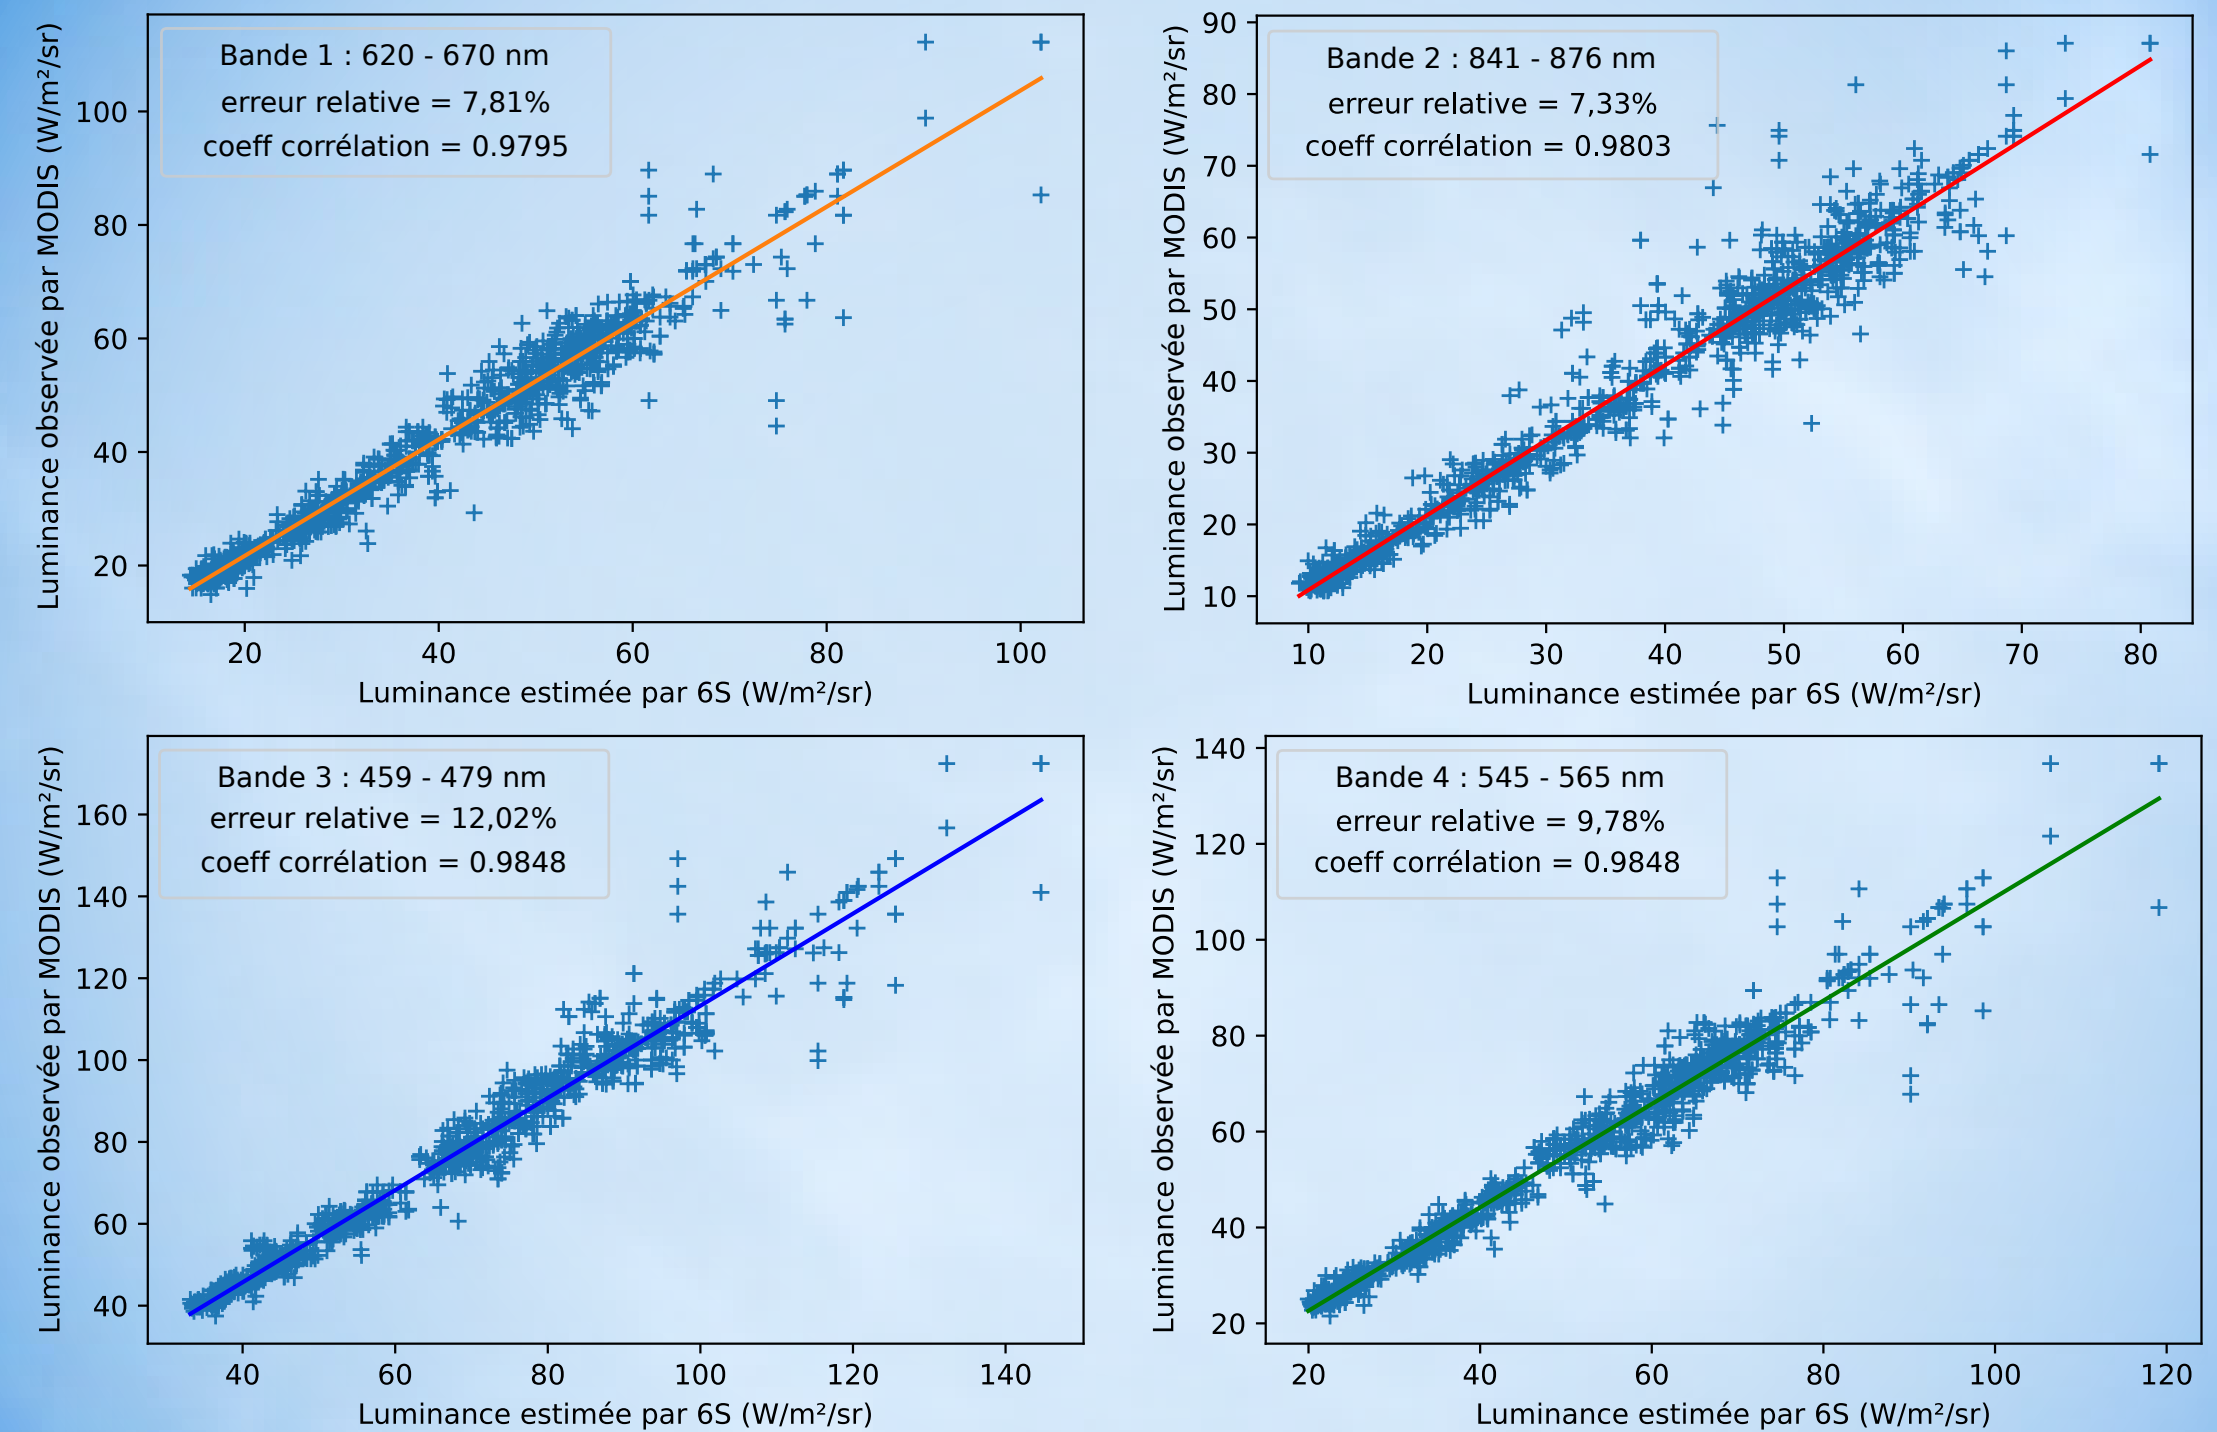 Bande 1 : 620 - 670 nm
erreur relative = 7,81%
coeff corrélation = 0.9795
Luminance observée par MODIS (W/m²/sr)
100
80
60
40
20
20 40 60 80 100
Luminance estimée par 6S (W/m²/sr)
Bande 2 : 841 - 876 nm
erreur relative = 7,33%
coeff corrélation = 0.9803
Luminance observée par MODIS (W/m²/sr)
90
80
70
60
50
40
30
20
10
10 20 30 40 50 60 70 80
Luminance estimée par 6S (W/m²/sr)
Bande 3 : 459 - 479 nm
erreur relative = 12,02%
coeff corrélation = 0.9848
Luminance observée par MODIS (W/m²/sr)
160
140
120
100
80
60
40
40 60 80 100 120 140
Luminance estimée par 6S (W/m²/sr)
Bande 4 : 545 - 565 nm
erreur relative = 9,78%
coeff corrélation = 0.9848
Luminance observée par MODIS (W/m²/sr)
140
120
100
80
60
40
20
20 40 60 80 100 120
Luminance estimée par 6S (W/m²/sr)